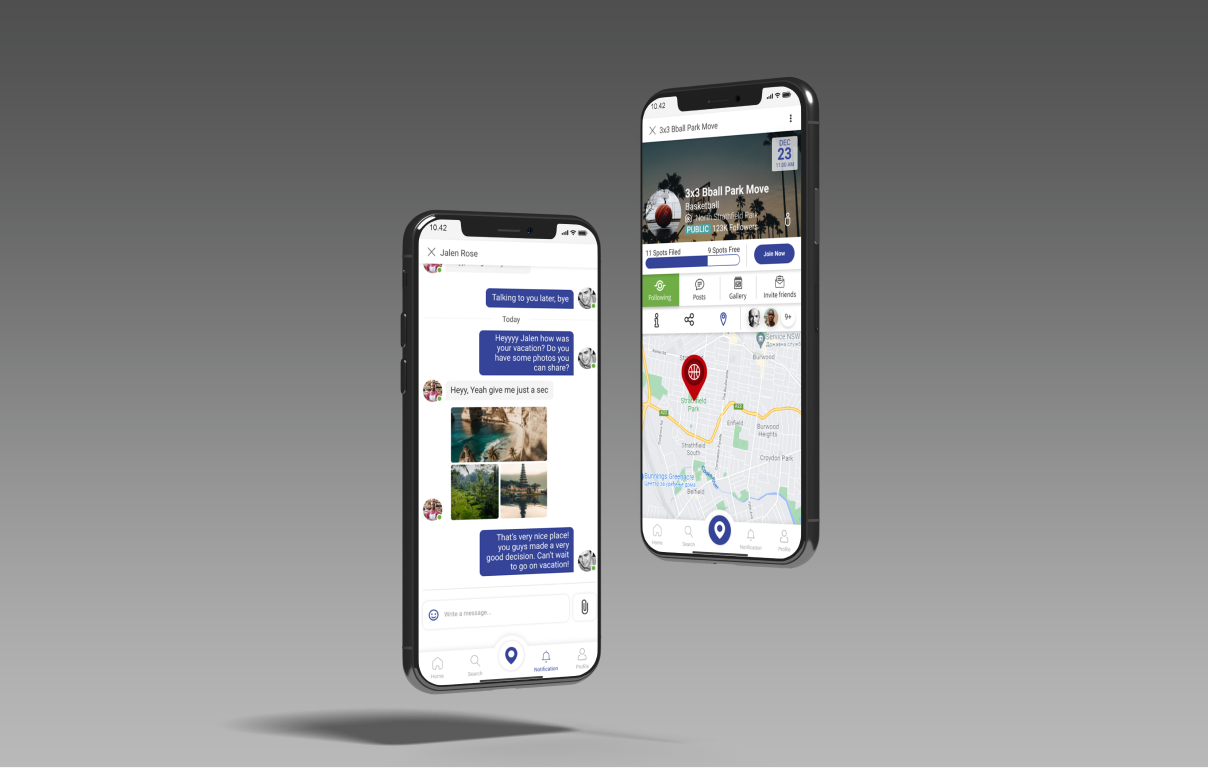 10.42
Jalen Rose
Talking to you later, bye
Today
Heyyyy Jalen how was
your vacation? Do you
have some photos you
can share?
Heyy, Yeah give me just a sec
That's very nice place!
you guys made a very
good decision. Can't wait
to go on vacation!
Write a message...
Home
Search
Notification
Profile
10.42
3x3 Bball Park Move
DEC
23
11:00 AM
3x3 Bball Park Move
Basketball
North Strathfield Park
PUBLIC 123K Followers
11 Spots Filed
9 Spots Free
Join Now
Following
Posts
Gallery
Invite friends
9+
Service NSW
Државна служб
Burwood
Strathfield
Park
A22
A22
Enfield
Burwood
Heights
Strathfield
South
Croydon Park
Bunnings Greenacre
Belfield
Home
Search
Notification
Profile